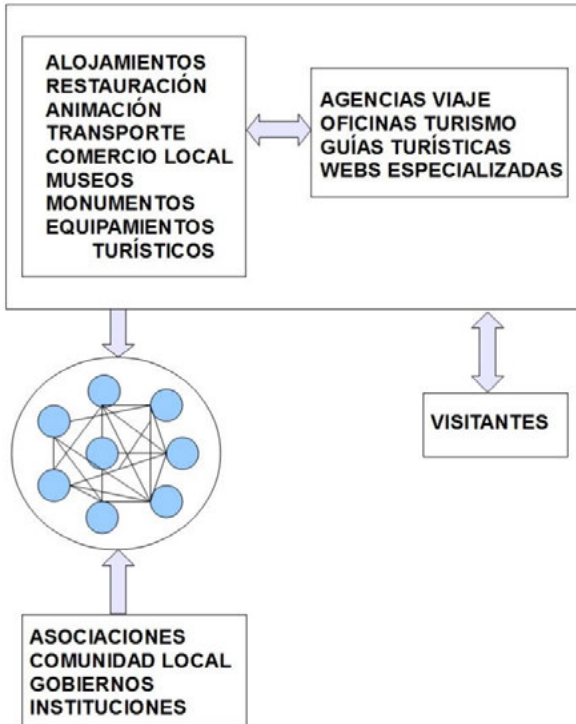 ALOJAMIENTOS
RESTAURACIÓN
ANIMACIÓN
TRANSPORTE
COMERCIO LOCAL
MUSEOS
MONUMENTOS
EQUIPAMIENTOS
TURÍSTICOS
AGENCIAS VIAJE
OFICINAS TURISMO
GUÍAS TURÍSTICAS
WEBS ESPECIALIZADAS
VISITANTES
ASOCIACIONES
COMUNIDAD LOCAL
GOBIERNOS
INSTITUCIONES